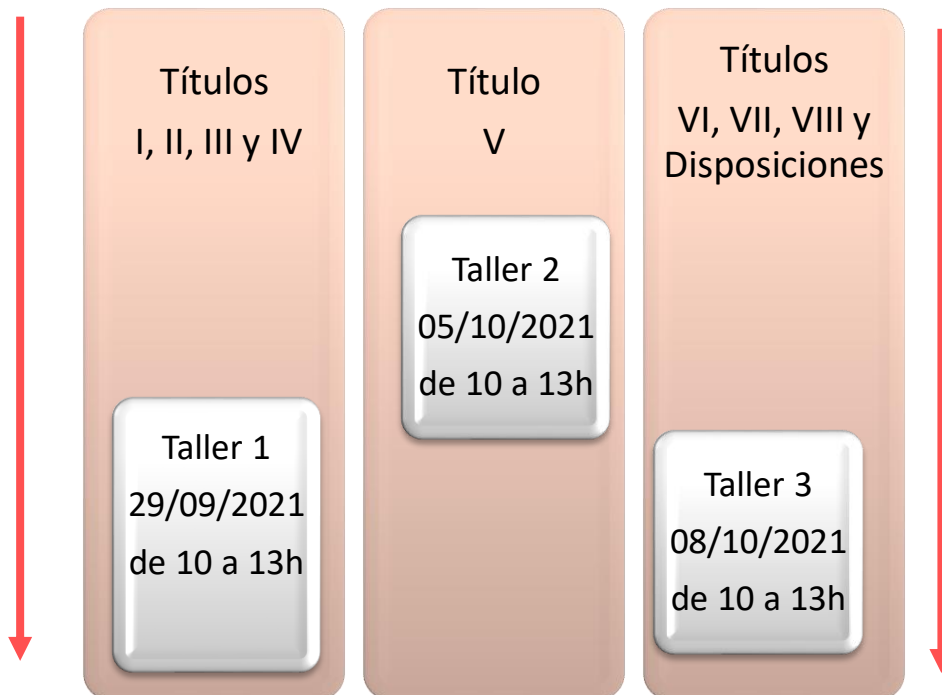 Títulos
I, II, III y IV
Taller 1
29/09/2021
de 10 a 13h
Título
V
Taller 2
05/10/2021
de 10 a 13h
Títulos
VI, VII, VIII y
Disposiciones
Taller 3
08/10/2021
de 10 a 13h